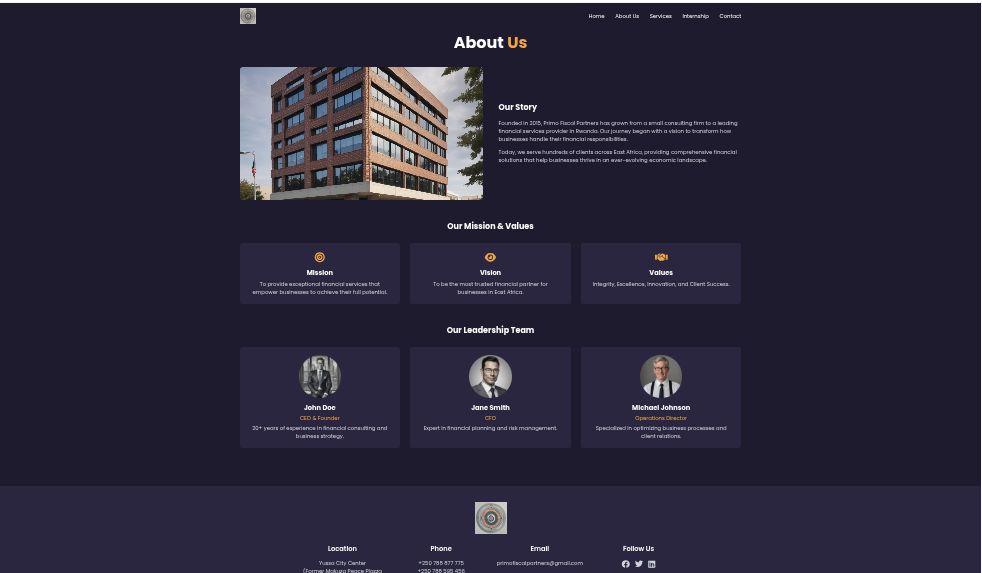 Home About Us Services Internship Contact
About Us
Our Story
Founded in 2015, Primo Fiscal Partners has grown from a small consulting firm to a leading
financial services provider in Rwanda. Our journey began with a vision to transform how
businesses handle their financial responsibilities.
Today, we serve hundreds of clients across East Africa, providing comprehensive financial
solutions that help businesses thrive in an ever-evolving economic landscape.
Our Mission & Values
Mission
To provide exceptional financial services that
empower businesses to achieve their full potential.
Vision
To be the most trusted financial partner for
businesses in East Africa.
Values
Integrity, Excellence, Innovation, and Client Success.
Our Leadership Team
John Doe
CEO & Founder
20+ years of experience in financial consulting and
business strategy.
Jane Smith
CFO
Expert in financial planning and risk management.
Michael Johnson
Operations Director
Specialized in optimizing business processes and
client relations.
Location
Yussa City Center
(Former Makuza Peace Plaza
Phone
+250 788 877 775
+250 788 595 456
Email
primofiscalpartners@gmail.com
Follow Us